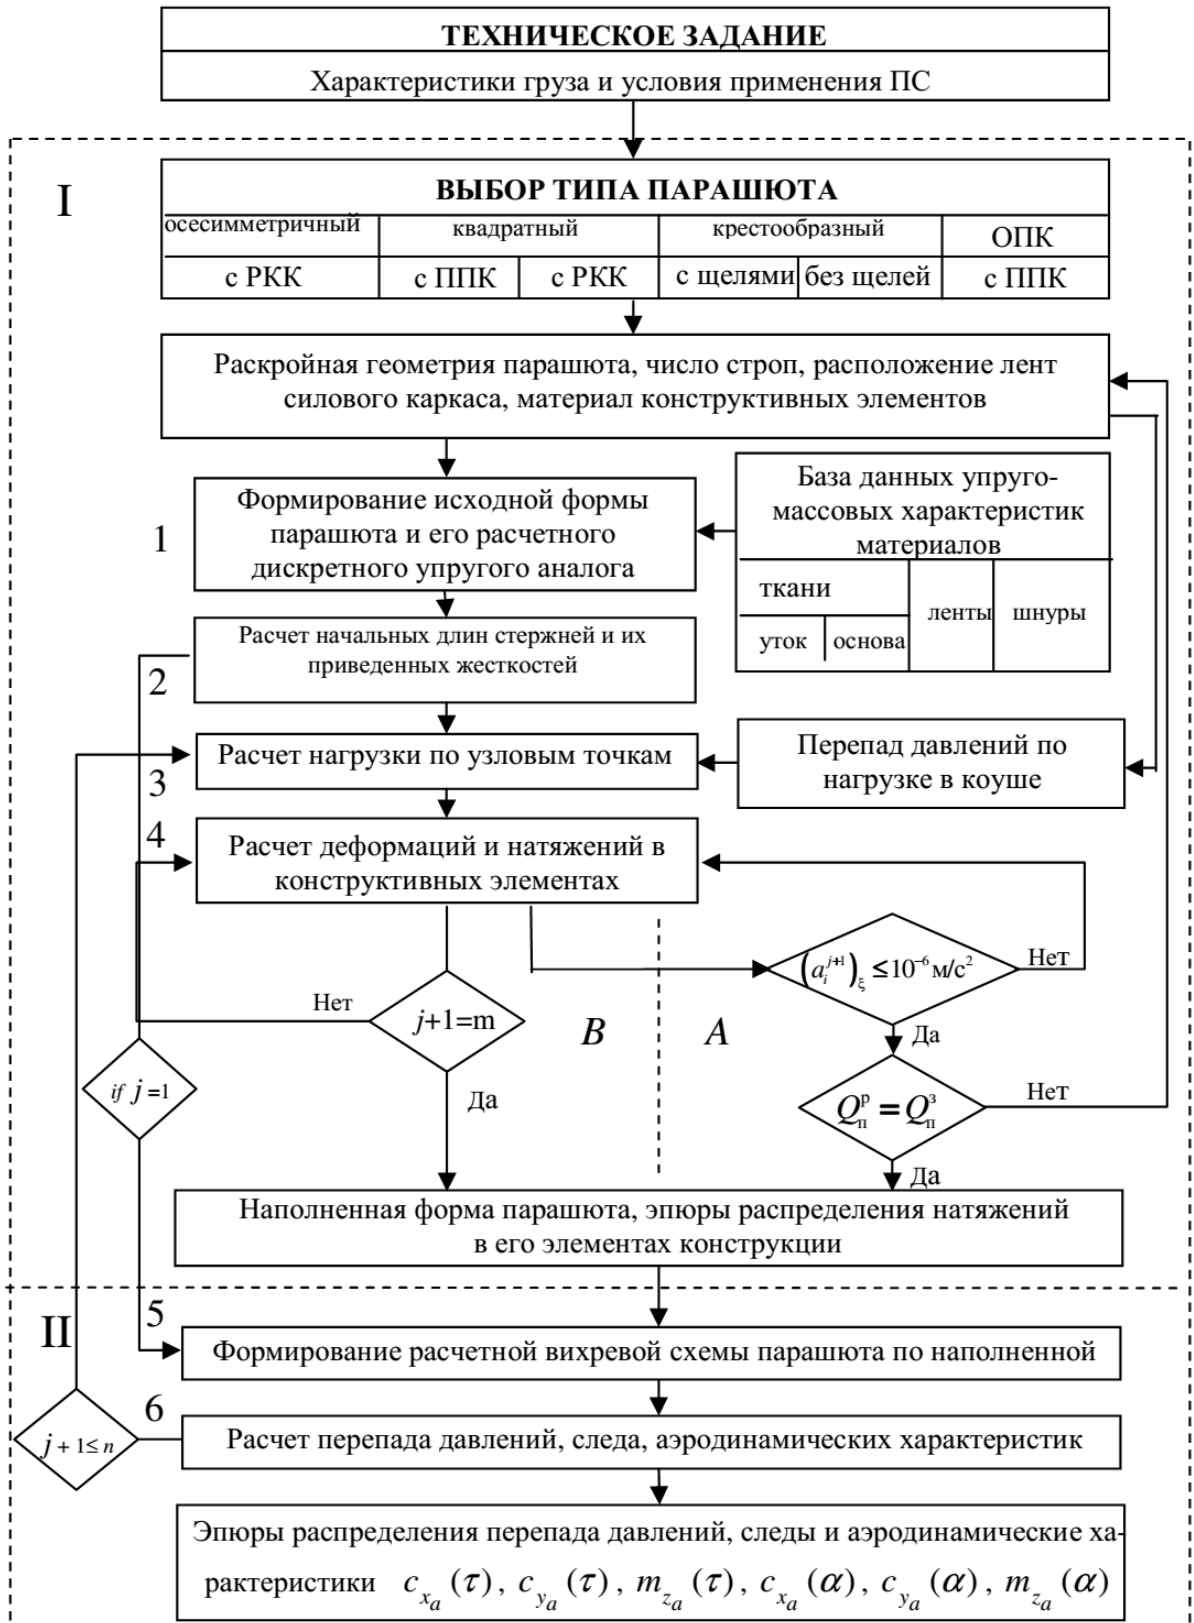 ТЕХНИЧЕСКОЕ ЗАДАНИЕ
Характеристики груза и условия применения ПС
I
ВЫБОР ТИПА ПАРАШЮТА
осесимметричный квадратный крестообразный ОПК
с РКК с ППК с РКК с щелями без щелей с ППК
Раскройная геометрия парашюта, число строп, расположение лент
силового каркаса, материал конструктивных элементов
1
Формирование исходной формы
парашюта и его расчетного
дискретного упругого аналога
База данных упруго-
массовых характеристик
материалов
ткани
ленты шнуры
уток основа
2
Расчет начальных длин стержней и их
приведенных жесткостей
3
Расчет нагрузки по узловым точкам
Перепад давлений по
нагрузке в коуше
4
Расчет деформаций и натяжений в
конструктивных элементах
(a_i^{j+1})_ξ ≤10^{-6} м/с²
Нет
Да
Нет
j+1=m
Да
B
A
if j =1
Q_п^р = Q_п^з
Нет
Да
Наполненная форма парашюта, эпюры распределения натяжений
в его элементах конструкции
II
5
Формирование расчетной вихревой схемы парашюта по наполненной
6
j + 1≤ n
Расчет перепада давлений, следа, аэродинамических характеристик
Эпюры распределения перепада давлений, следы и аэродинамические ха-
рактеристики c_{x_a}(τ), c_{y_a}(τ), m_{z_a}(τ), c_{x_a}(α), c_{y_a}(α), m_{z_a}(α)